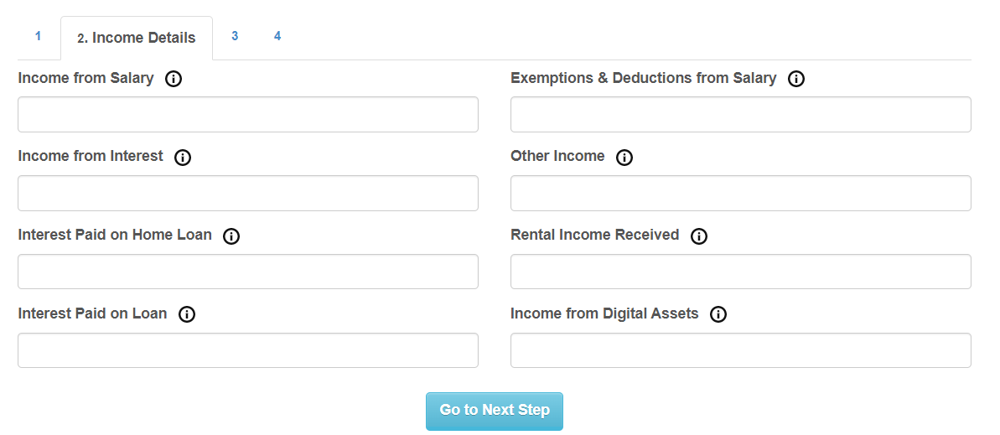 1 2. Income Details 3 4
Income from Salary Exemptions & Deductions from Salary
Income from Interest Other Income
Interest Paid on Home Loan Rental Income Received
Interest Paid on Loan Income from Digital Assets
Go to Next Step